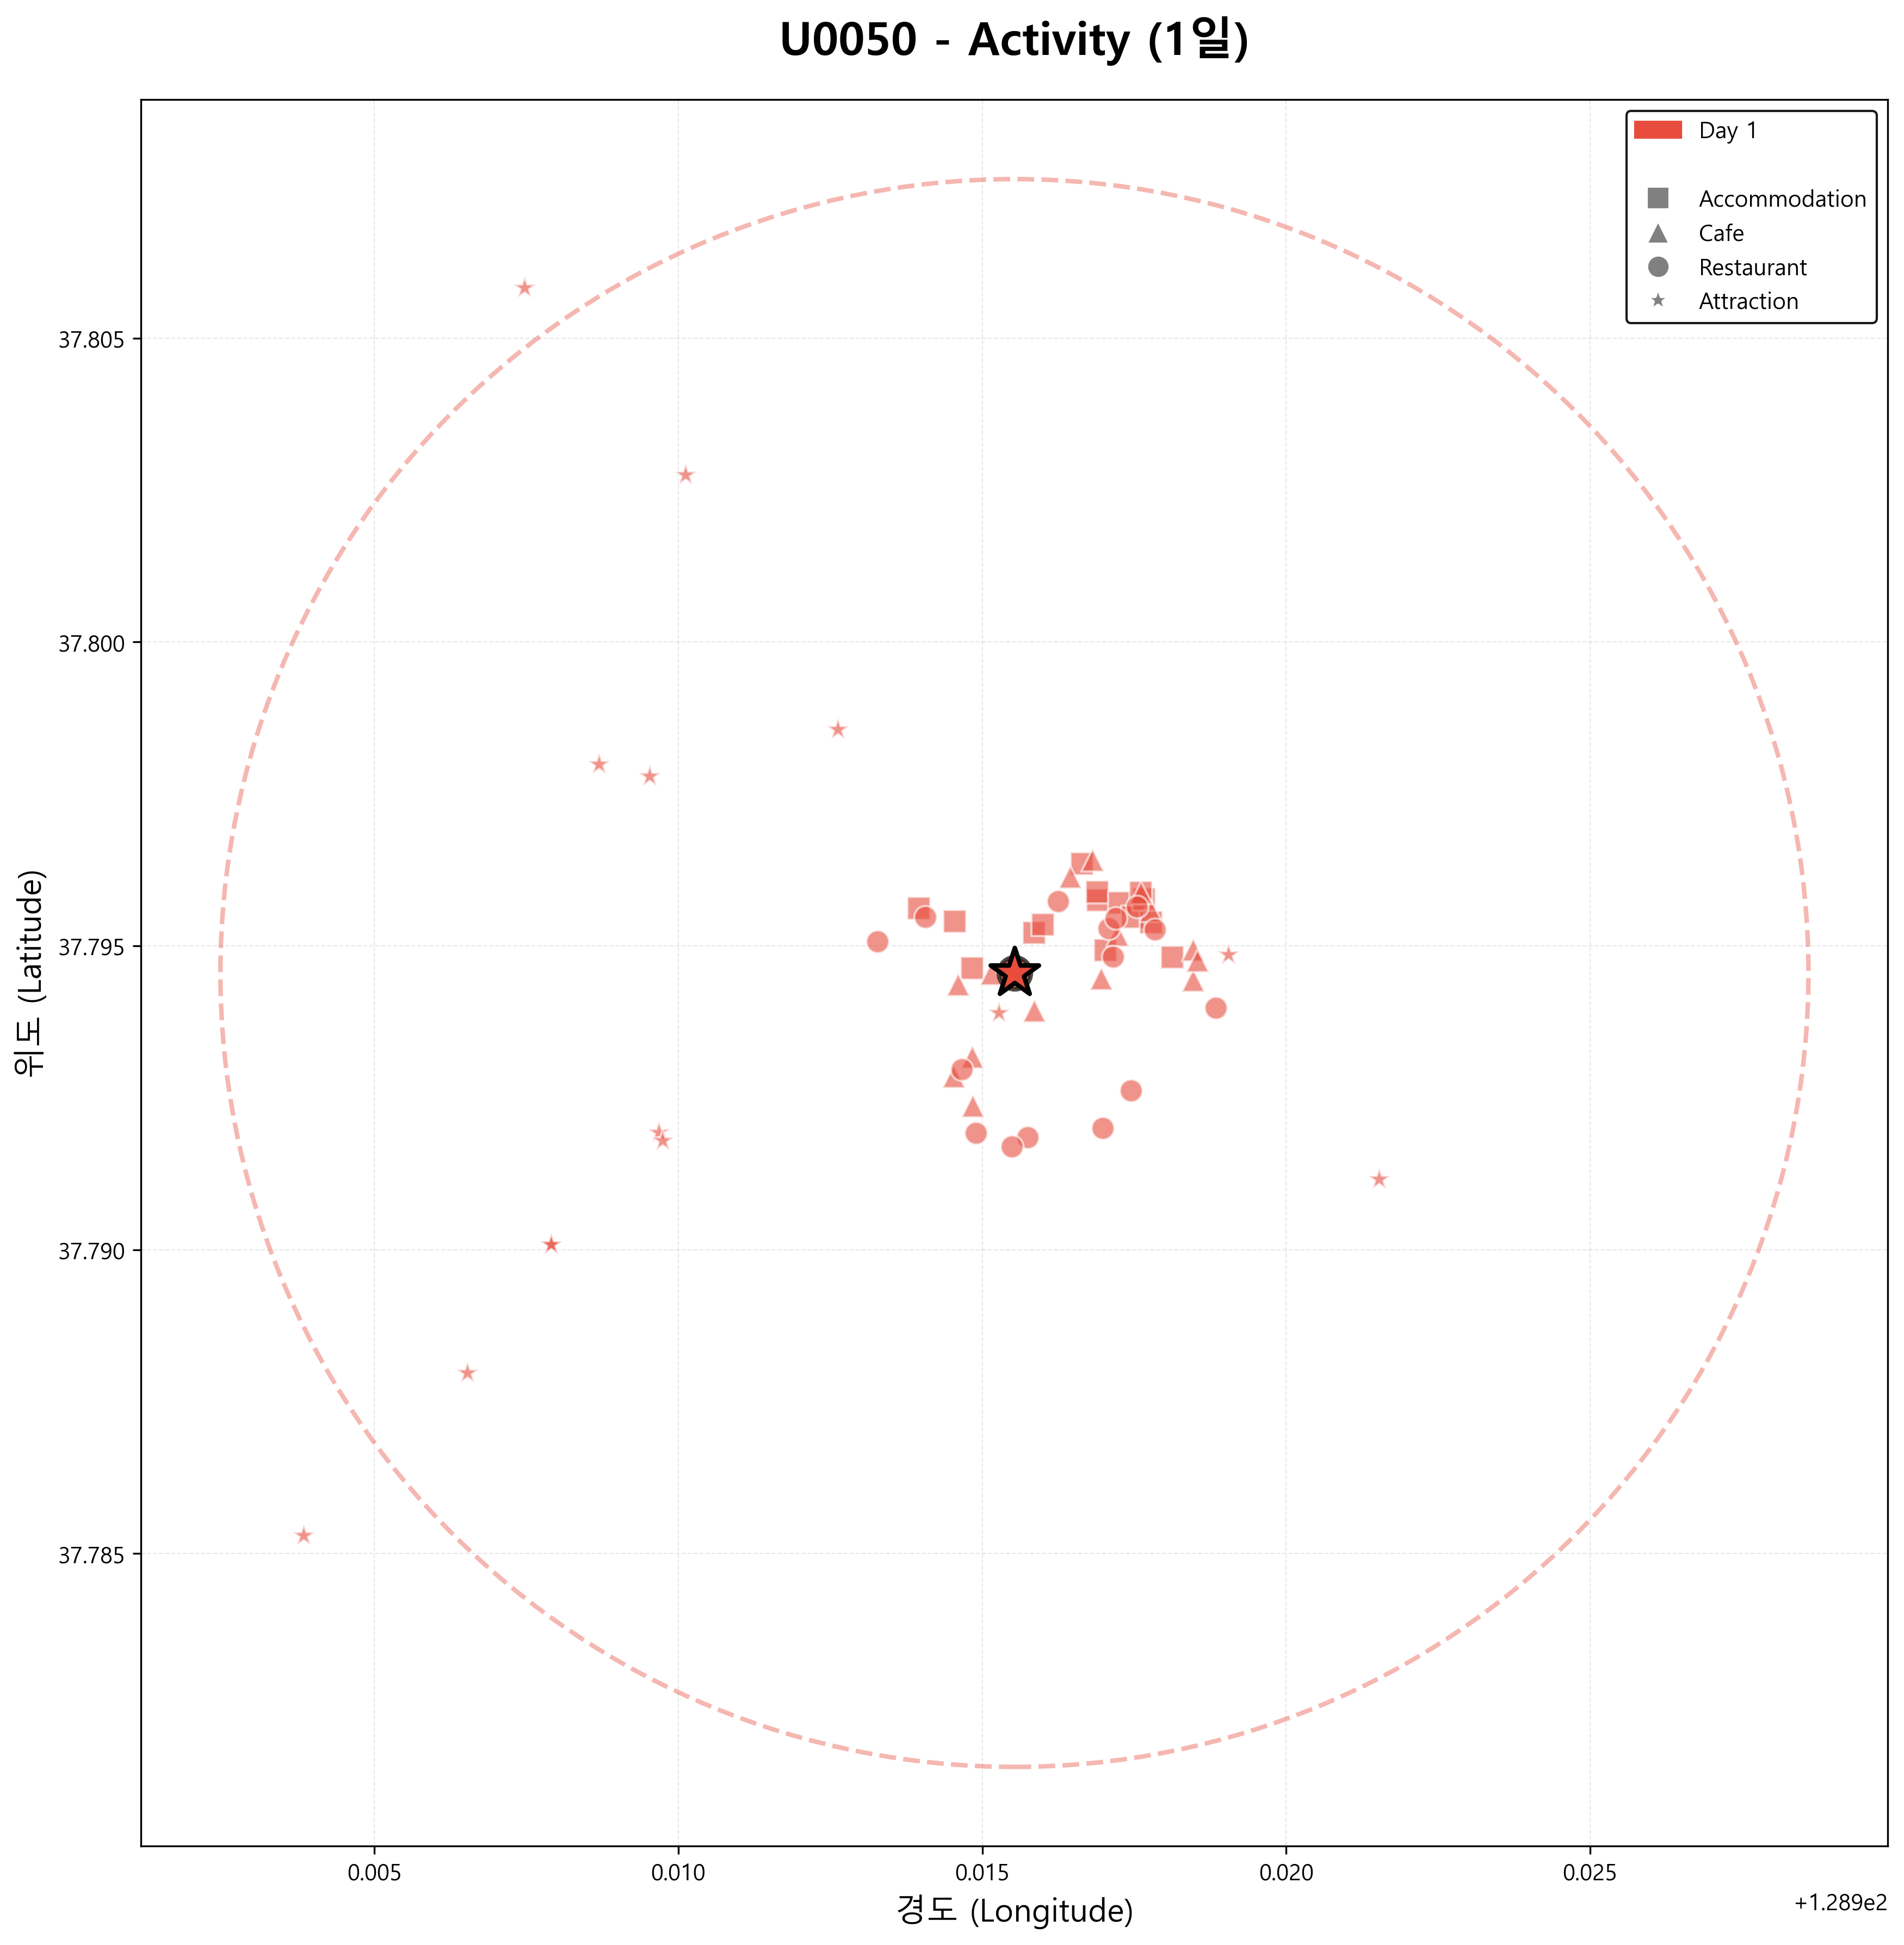 U0050 - Activity (1일)
Day 1
Accommodation
Cafe
Restaurant
Attraction
37.805
37.800
37.795
37.790
37.785
위도 (Latitude)
0.005
0.010
0.015
0.020
0.025
+1.289e2
경도 (Longitude)